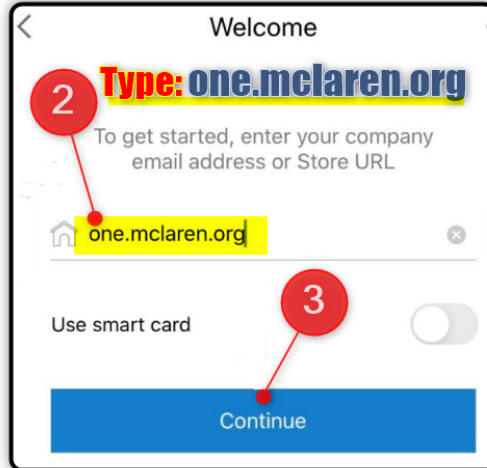 Welcome
Type: one.mclaren.org
2
To get started, enter your company
email address or Store URL
one.mclaren.org
3
Use smart card
Continue